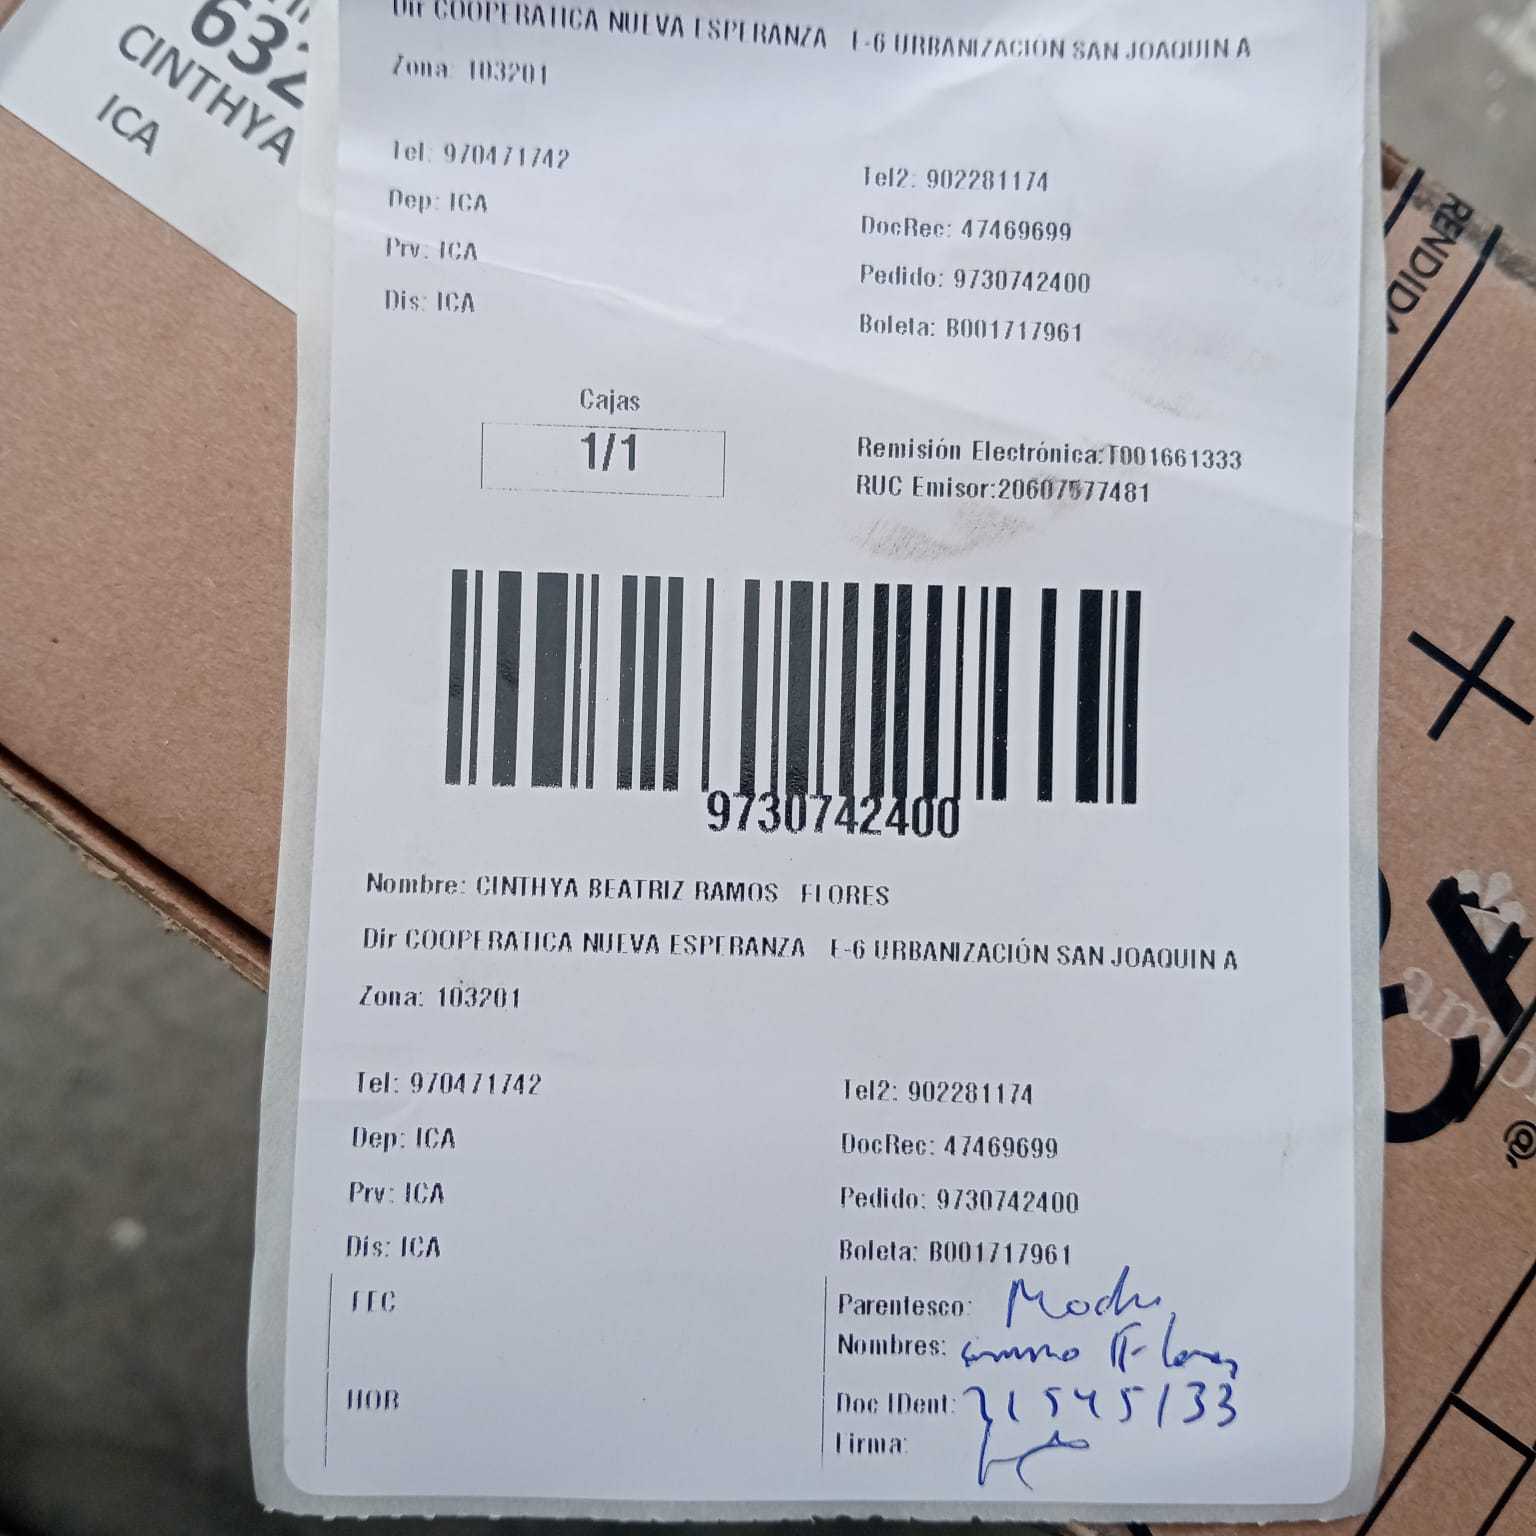 632
CINTHYA
ICA
Dir COOPERATICA NUEVA ESPERANZA E-6 URBANIZACIÓN SAN JOAQUIN A
Zona: 103201
Tel: 970471742
Tel2: 902281174
Dep: ICA
DocRec: 47469699
Prv: ICA
Pedido: 9730742400
Dis: ICA
Boleta: B001717961
Cajas
1/1
Remisión Electrónica:T001661333
RUC Emisor:20607577481
9730742400
Nombre: CINTHYA BEATRIZ RAMOS FLORES
Dir COOPERATICA NUEVA ESPERANZA E-6 URBANIZACIÓN SAN JOAQUIN A
Zona: 103201
Tel: 970471742
Tel2: 902281174
Dep: ICA
DocRec: 47469699
Prv: ICA
Pedido: 9730742400
Dis: ICA
Boleta: B001717961
FEC
Parentesco:
Nombres: Flores
HOR
Doc IDent: 21545133
Firma:
RENDIDA